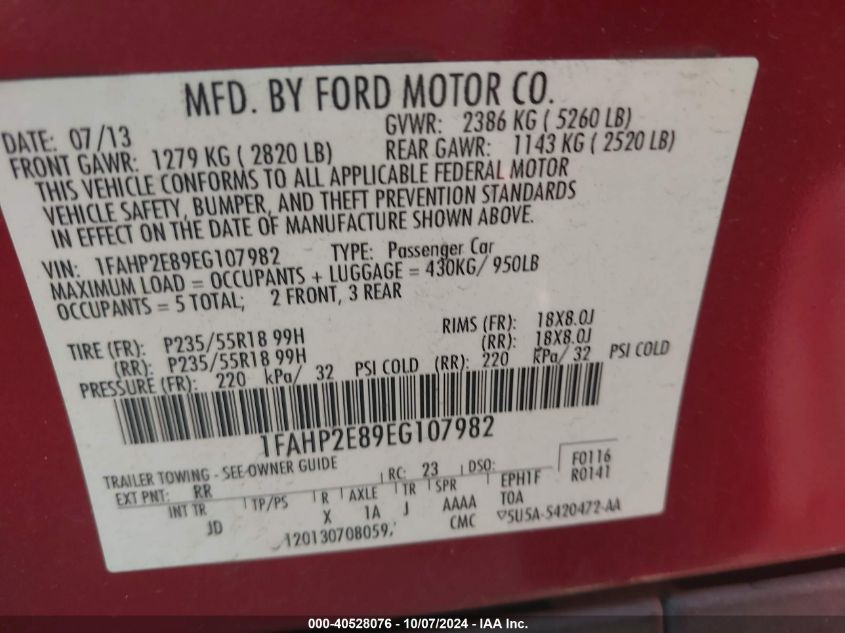 MFD. BY FORD MOTOR CO.
DATE: 07/13 GVWR: 2386 KG ( 5260 LB)
FRONT GAWR: 1279 KG ( 2820 LB) REAR GAWR: 1143 KG ( 2520 LB)
THIS VEHICLE CONFORMS TO ALL APPLICABLE FEDERAL MOTOR
VEHICLE SAFETY, BUMPER, AND THEFT PREVENTION STANDARDS
IN EFFECT ON THE DATE OF MANUFACTURE SHOWN ABOVE.
VIN: 1FAHP2E89EG107982 TYPE: Passenger Car
MAXIMUM LOAD = OCCUPANTS + LUGGAGE = 430KG/ 950LB
OCCUPANTS = 5 TOTAL; 2 FRONT, 3 REAR
TIRE (FR): P235/55R18 99H RIMS (FR): 18X8.0J
(RR): P235/55R18 99H (RR): 18X8.0J
PRESSURE (FR): 220 kPa/ 32 PSI COLD (RR): 220 kPa/ 32 PSI COLD
1FAHP2E89EG107982
TRAILER TOWING - SEE OWNER GUIDE
EXT PNT: RR RC: 23 DSO: F0116
INT TR TP/PS R AXLE TR SPR EPH1F R0141
JD X 1A J AAAA TOA
120130708059 CMC 5U5A-5420472-AA
000-40528076 - 10/07/2024 - IAA Inc.